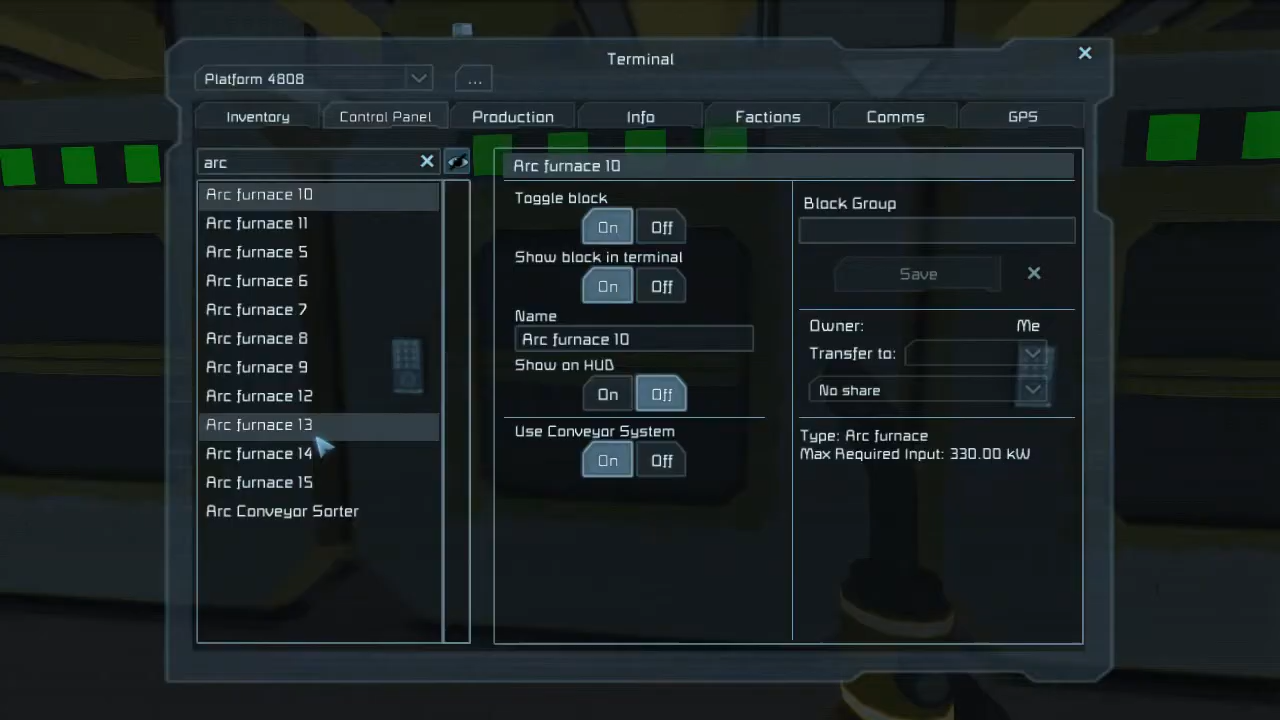 Terminal
Platform 4808
...
Inventory
Control Panel
Production
Info
Factions
Comms
GPS
arc
Arc furnace 10
Arc furnace 11
Arc furnace 5
Arc furnace 6
Arc furnace 7
Arc furnace 8
Arc furnace 9
Arc furnace 12
Arc furnace 13
Arc furnace 14
Arc furnace 15
Arc Conveyor Sorter
Arc furnace 10
Toggle block
On Off
Show block in terminal
On Off
Name
Arc furnace 10
Show on HUD
On Off
Use Conveyor System
On Off
Block Group
Save
Owner: Me
Transfer to:
No share
Type: Arc furnace
Max Required Input: 330.00 kW